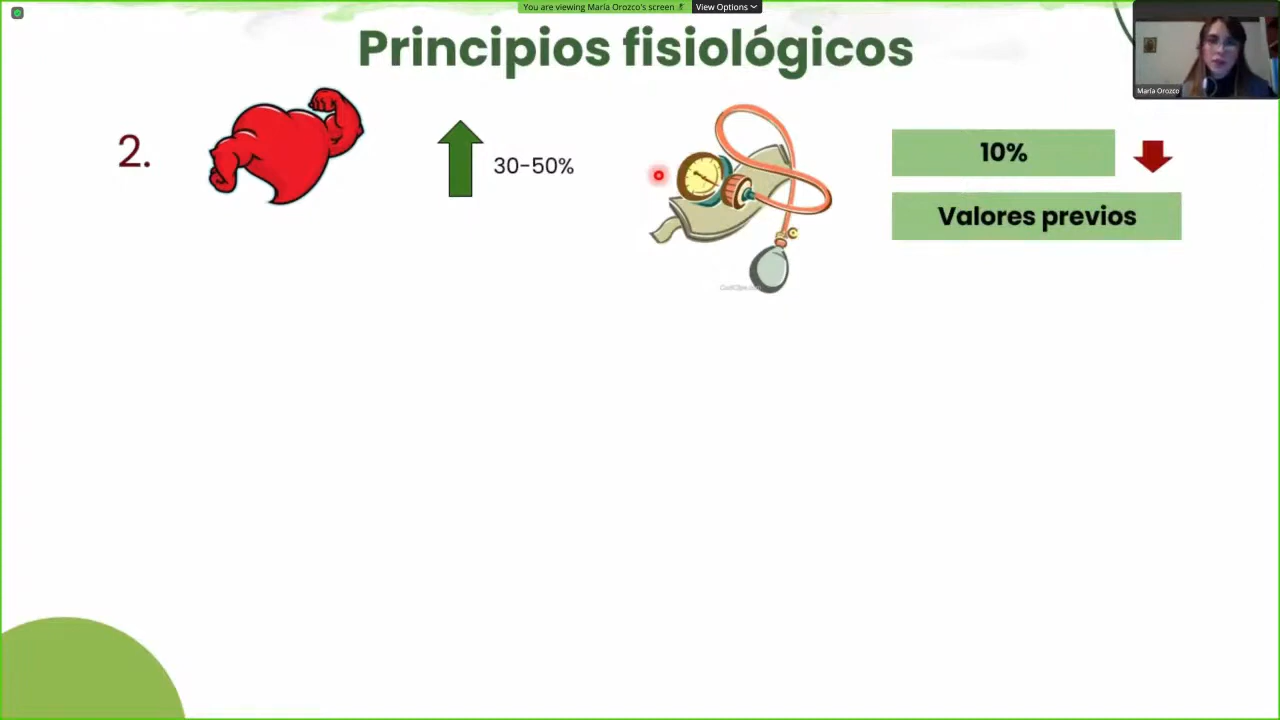 You are viewing María Orozco's screen
View Options
Principios fisiológicos
María Orozco
2.
30-50%
10%
Valores previos